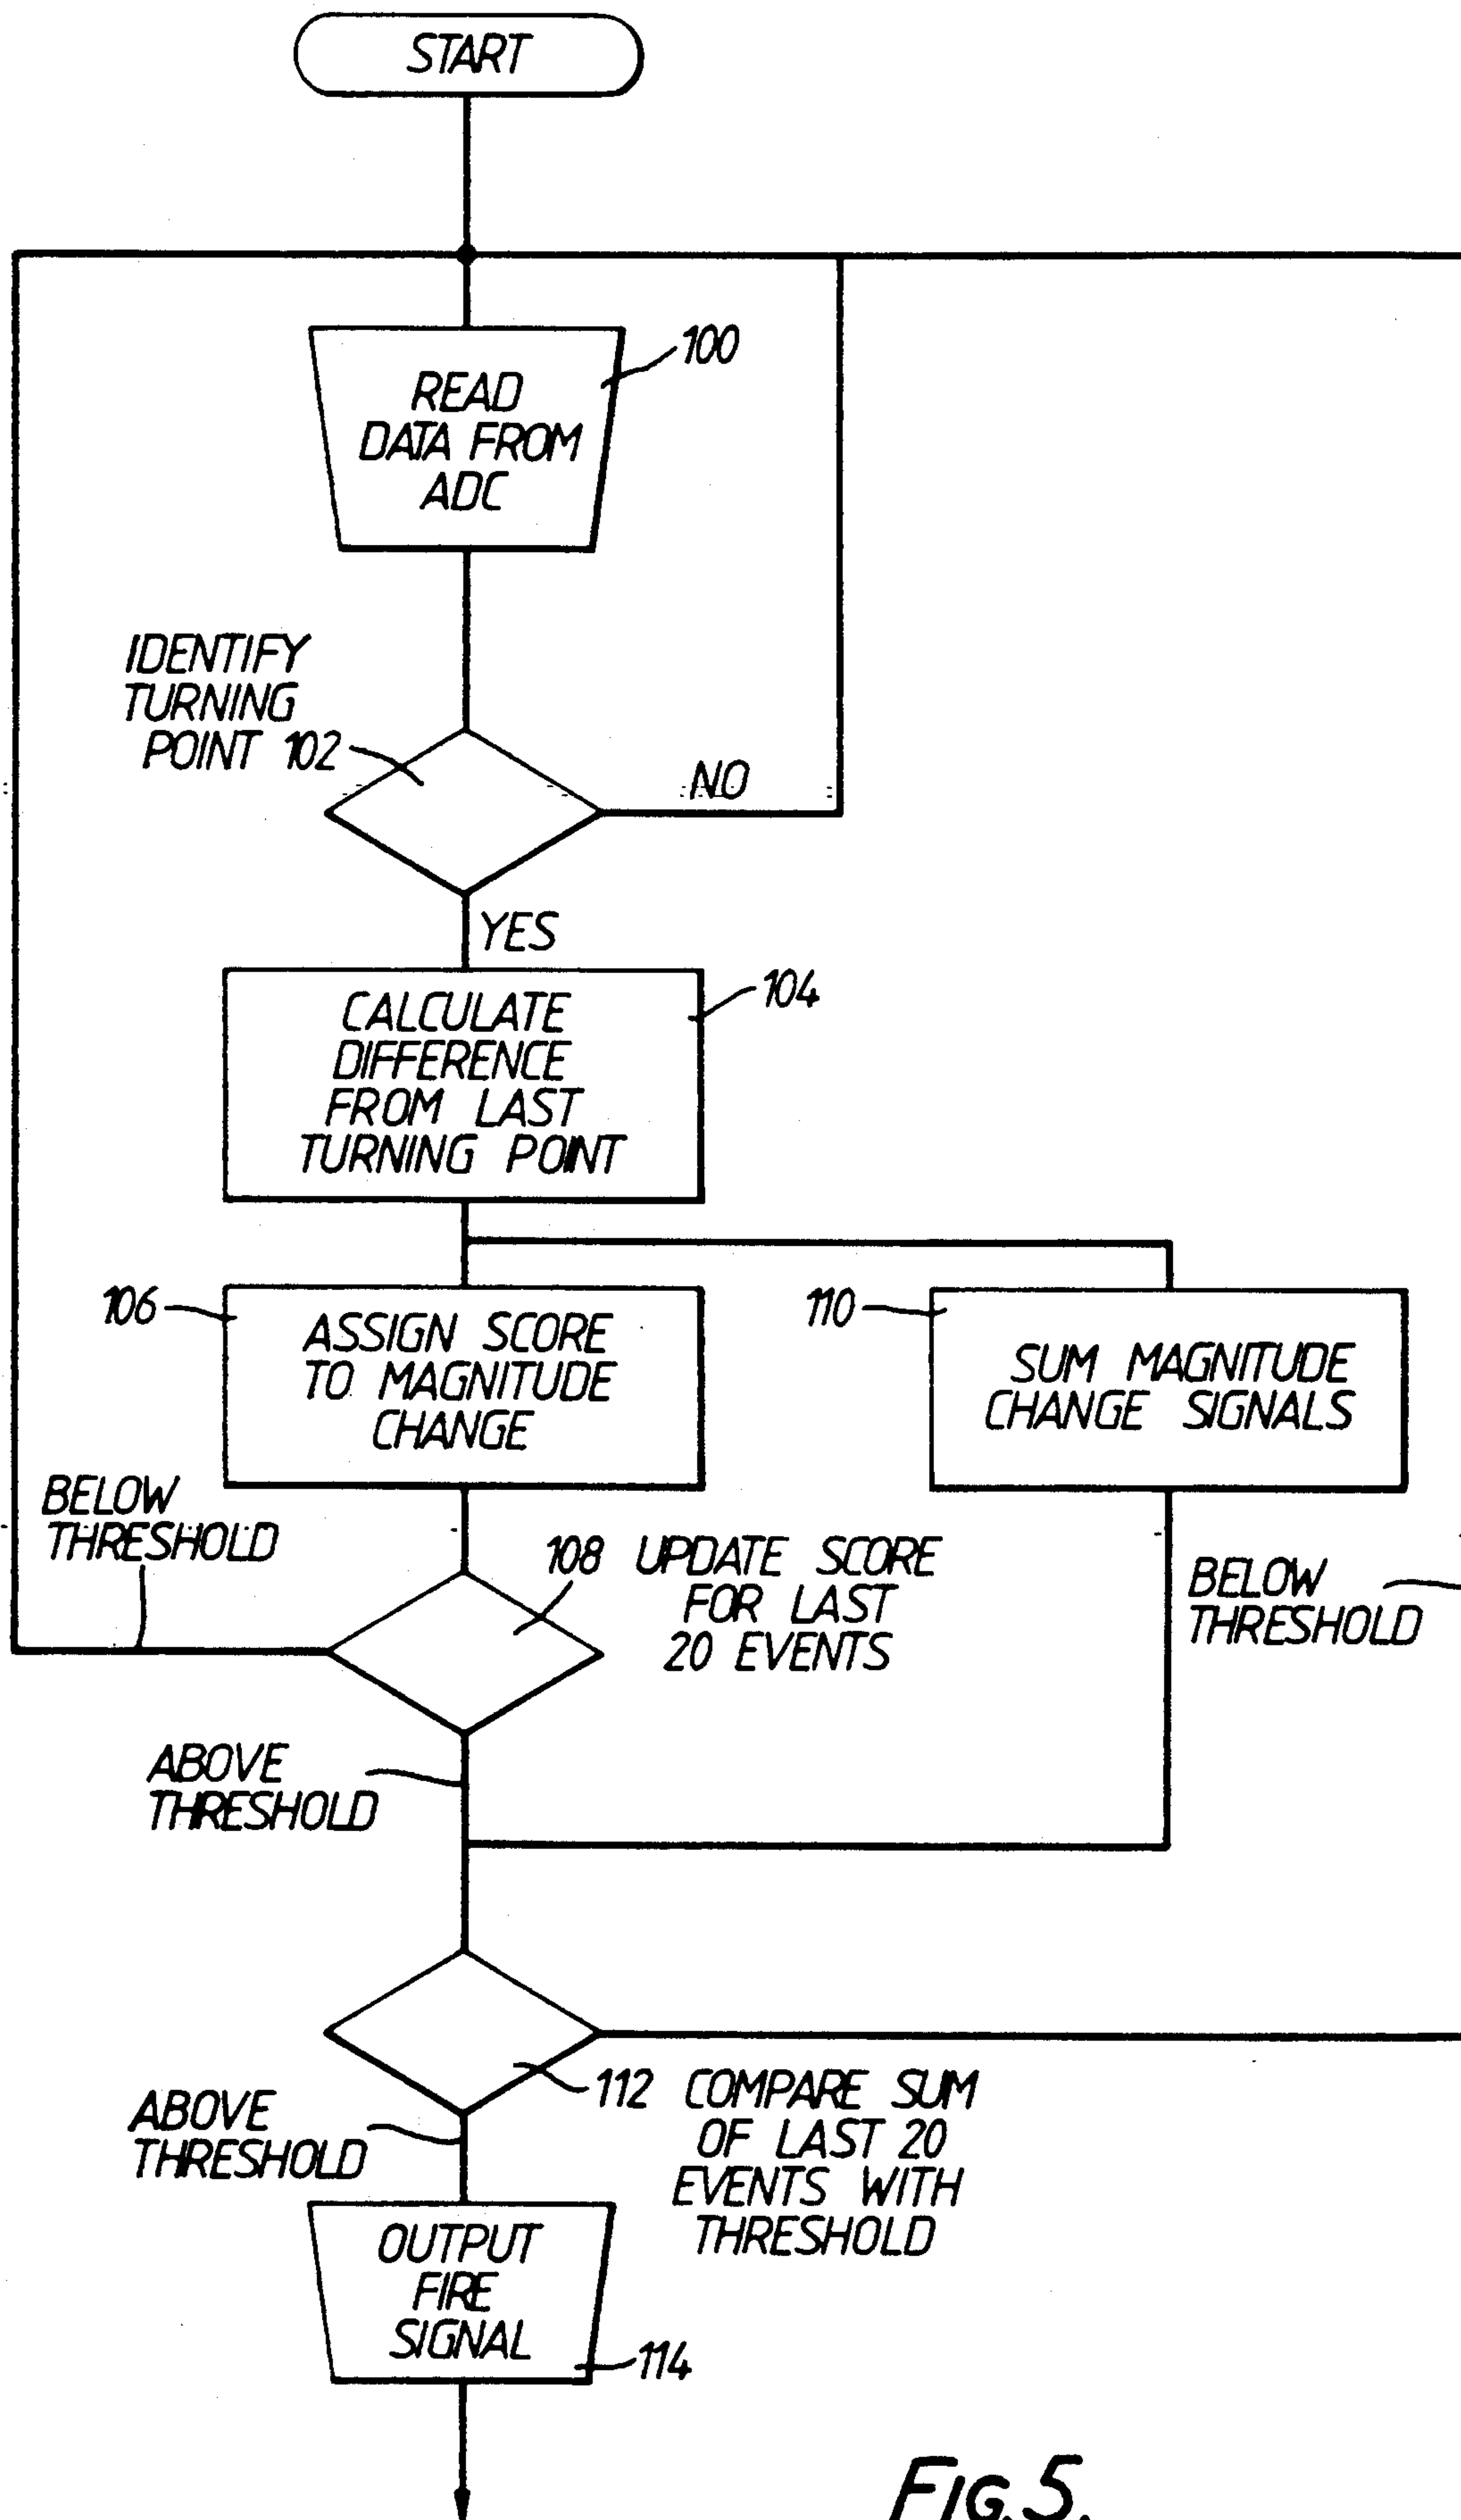 START
100
READ
DATA FROM
ADC
IDENTIFY
TURNING
POINT 102
NO
YES
104
CALCULATE
DIFFERENCE
FROM LAST
TURNING POINT
106
ASSIGN SCORE
TO MAGNITUDE
CHANGE
110
SUM MAGNITUDE
CHANGE SIGNALS
BELOW
THRESHOLD
108 UPDATE SCORE
FOR LAST
20 EVENTS
BELOW
THRESHOLD
ABOVE
THRESHOLD
112 COMPARE SUM
OF LAST 20
EVENTS WITH
THRESHOLD
ABOVE
THRESHOLD
OUTPUT
FIRE
SIGNAL
114
FIG.5.